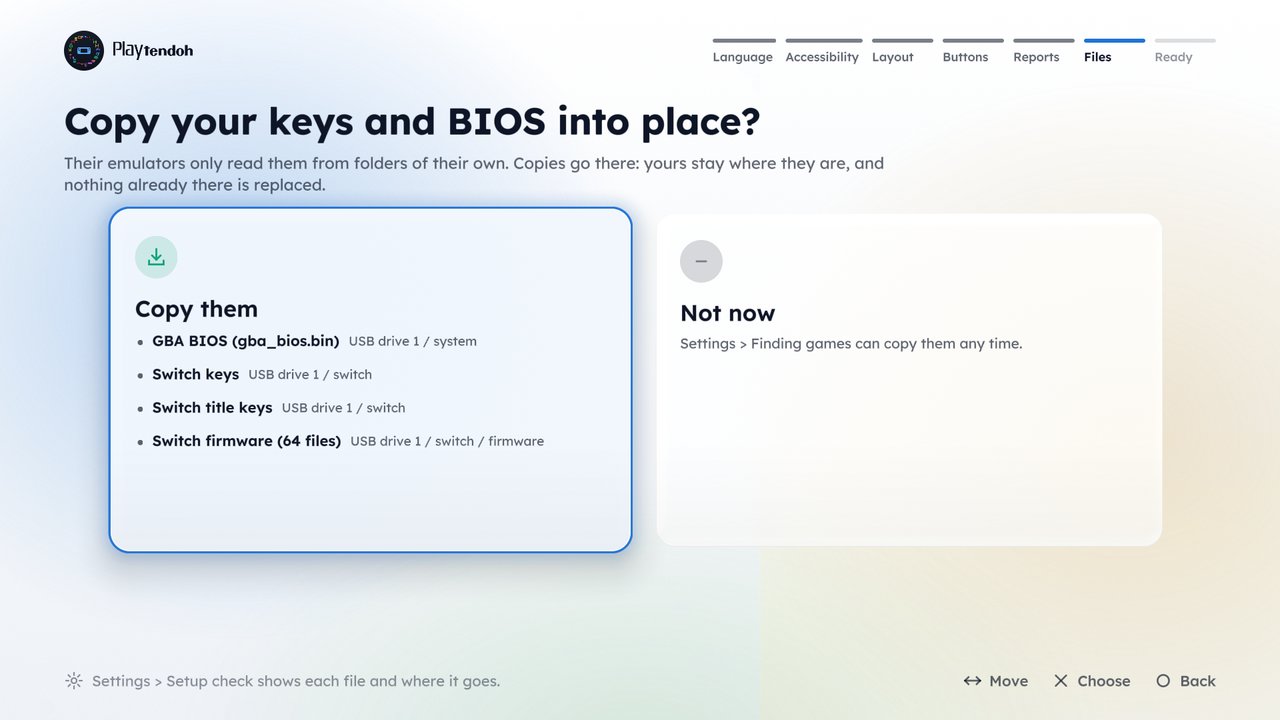 Playtendoh
Language Accessibility Layout Buttons Reports Files Ready
Copy your keys and BIOS into place?
Their emulators only read them from folders of their own. Copies go there: yours stay where they are, and
nothing already there is replaced.
Copy them
• GBA BIOS (gba_bios.bin) USB drive 1 / system
• Switch keys USB drive 1 / switch
• Switch title keys USB drive 1 / switch
• Switch firmware (64 files) USB drive 1 / switch / firmware
Not now
Settings > Finding games can copy them any time.
Settings > Setup check shows each file and where it goes.
Move Choose Back